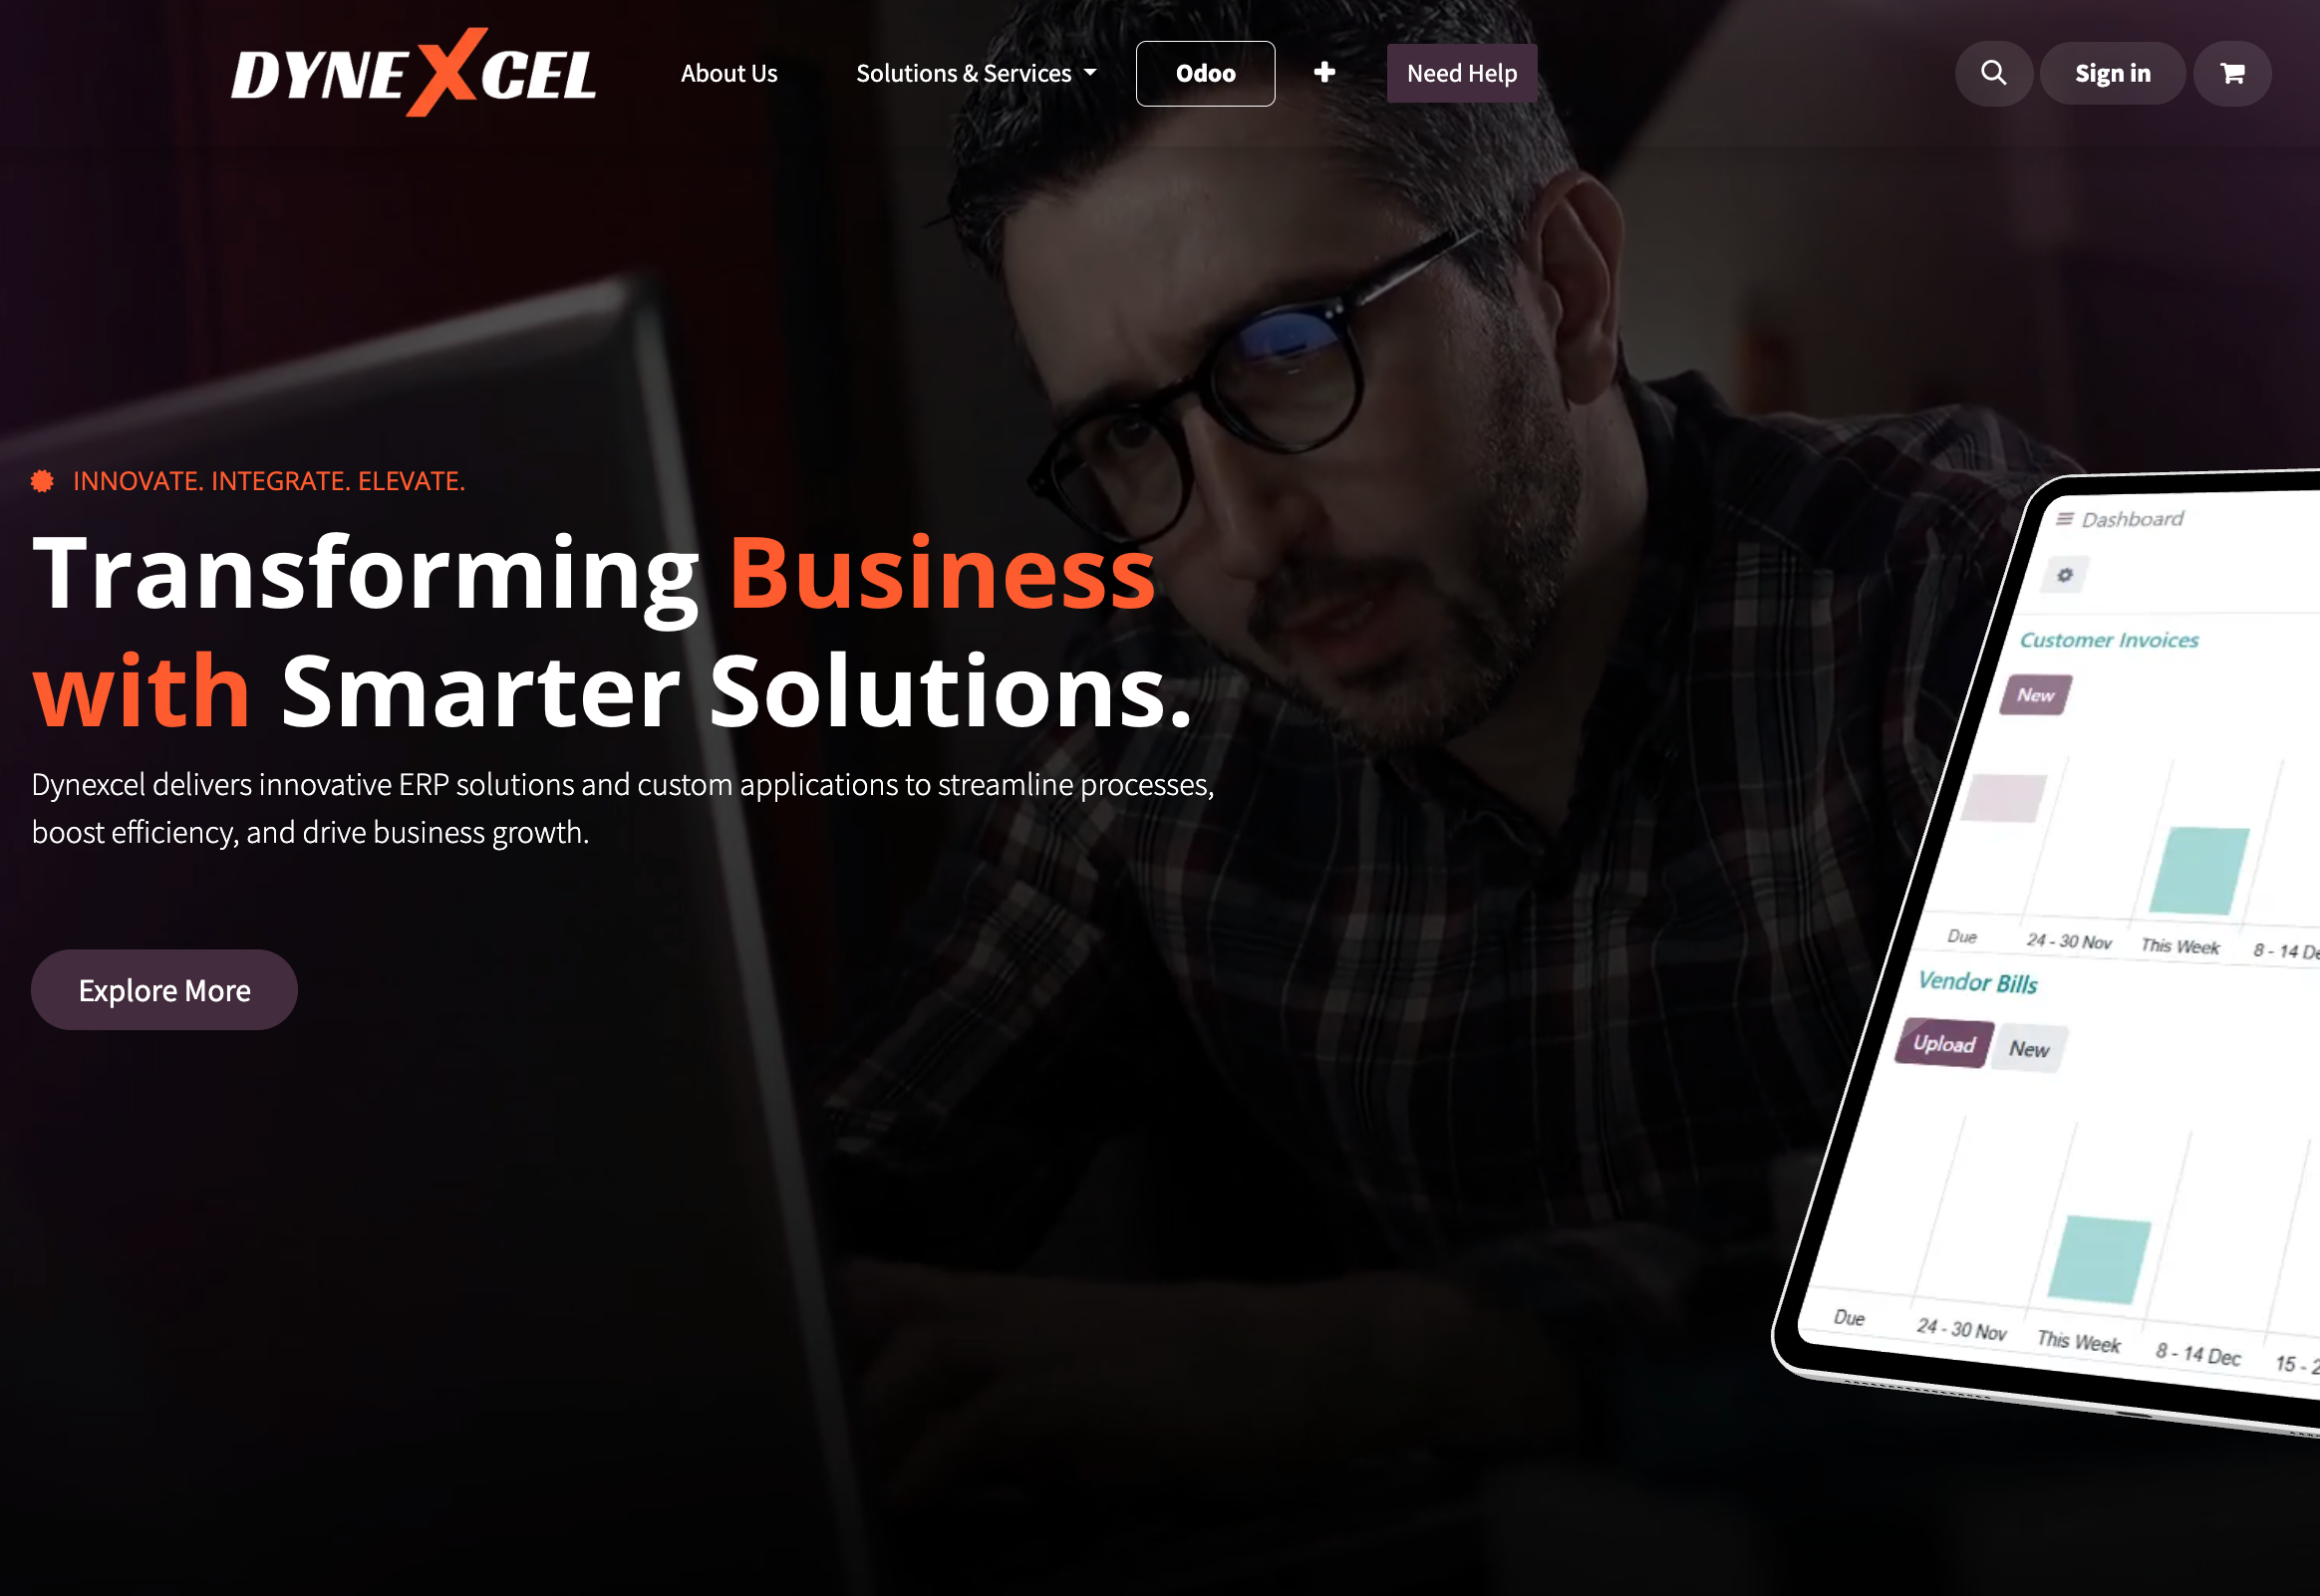 DYNEXCEL
About Us
Solutions & Services
Odoo
Need Help
Sign in
INNOVATE. INTEGRATE. ELEVATE.
Transforming Business
with Smarter Solutions.
Dynexcel delivers innovative ERP solutions and custom applications to streamline processes,
boost efficiency, and drive business growth.
Explore More
Dashboard
Customer Invoices
New
Due
24 - 30 Nov
This Week
8 - 14 De
Vendor Bills
Upload
New
Due
24 - 30 Nov
This Week
8 - 14 Dec
15 - 2